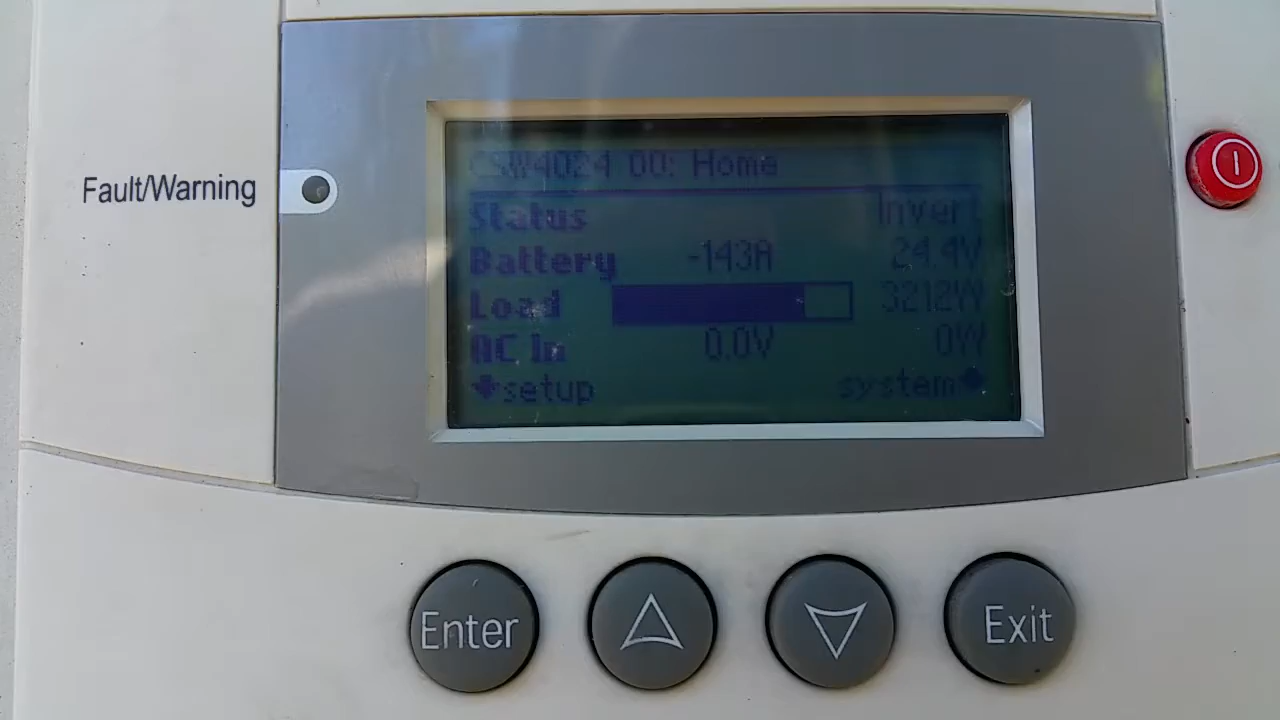 CSW4024 00: Home
Fault/Warning
Status Invert
Battery -143A 24.4V
Load 3212W
AC In 0.0V 0W
setup system
Enter Exit